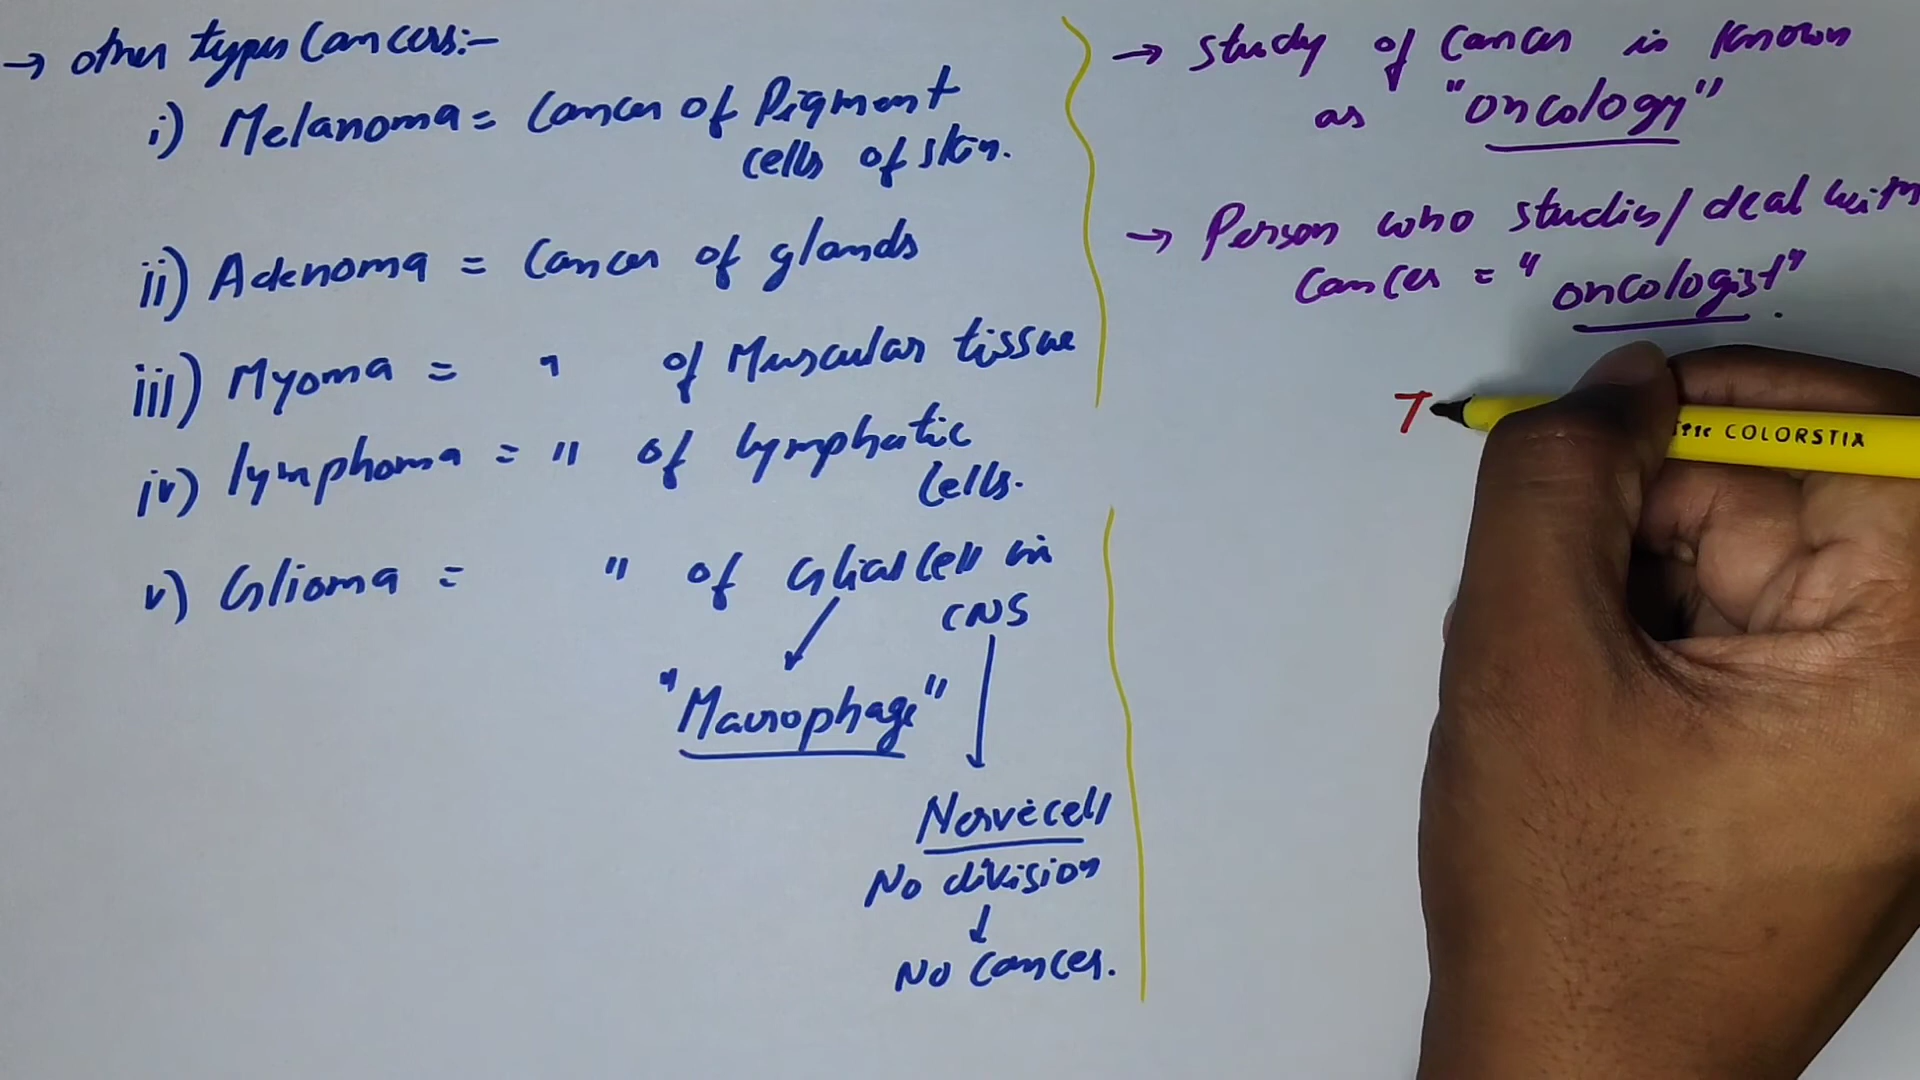 → other types Cancers:-
i) Melanoma = Cancer of Pigment
cells of skin.
ii) Adenoma = Cancer of glands
iii) Myoma = " of Muscular tissue
iv) lymphoma = " of lymphatic
Cells.
v) Glioma = " of Glial Cell in
CNS
"Macrophage"
Nerve cell
No division
↓
No Cancer.
→ Study of Cancer is known
as "oncology"
→ Person who studies/deal with
Cancer = "oncologist".
T
COLORSTIX